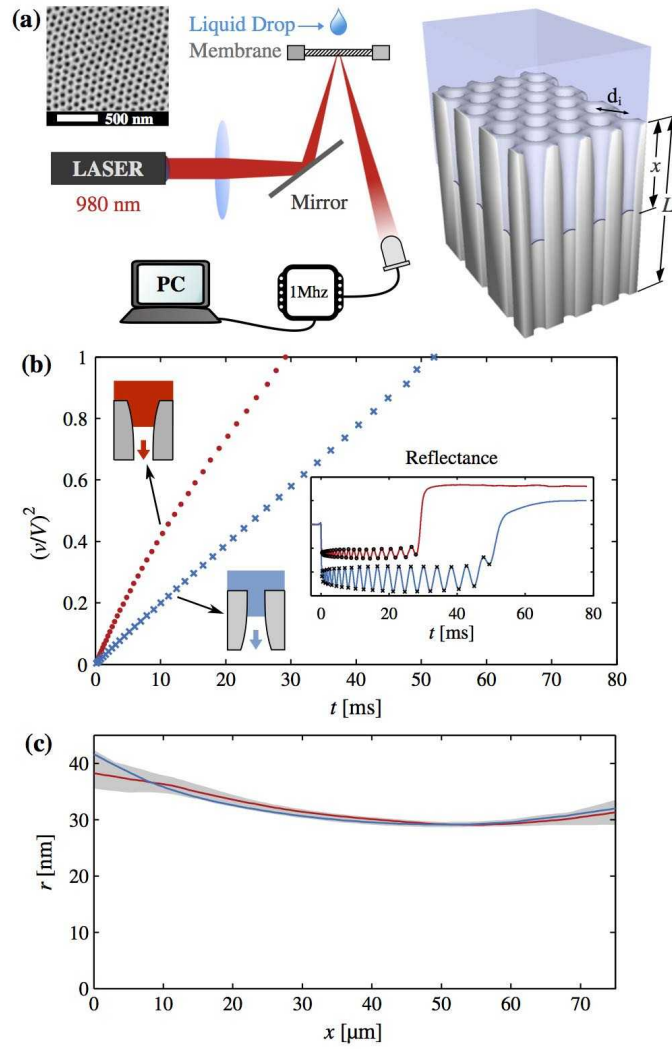 (a)
Liquid Drop
Membrane
500 nm
LASER
980 nm
Mirror
PC
1Mhz
d_i
x
L
(b)
1
0.8
0.6
0.4
0.2
0
(v/V)²
0 10 20 30 40 50 60 70 80
t [ms]
Reflectance
0 20 40 60 80
t [ms]
(c)
40
30
20
10
0
r [nm]
0 10 20 30 40 50 60 70
x [µm]